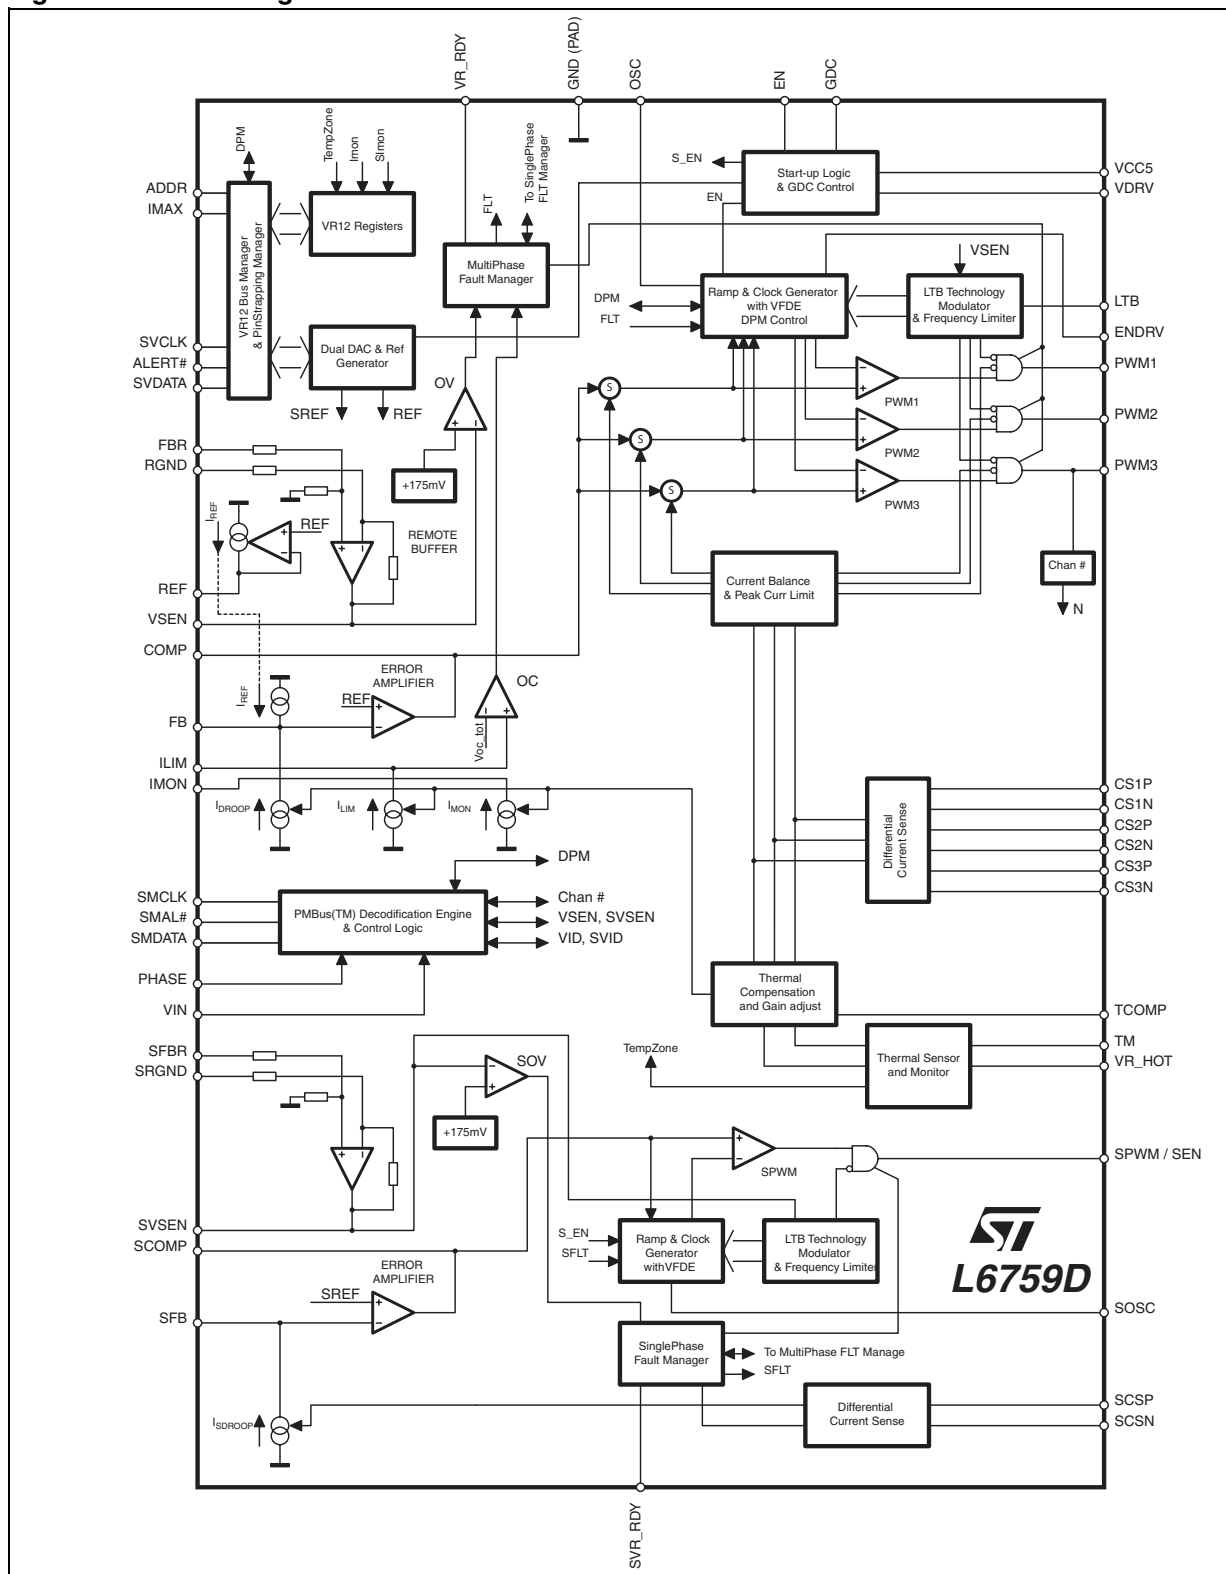 VR_RDY
GND (PAD)
OSC
EN
GDC
DPM
TempZone
Imon
SImon
To SinglePhase
FLT Manager
FLT
S_EN
EN
Start-up Logic
& GDC Control
VCC5
VDRV
ADDR
IMAX
VR12 Bus Manager
& PinStrapping Manager
VR12 Registers
MultiPhase
Fault Manager
DPM
FLT
Ramp & Clock Generator
with VFDE
DPM Control
VSEN
LTB Technology
Modulator
& Frequency Limiter
LTB
ENDRV
SVCLK
ALERT#
SVDATA
Dual DAC & Ref
Generator
SREF
REF
OV
+
−
+175mV
S
S
S
−
+
PWM1
−
+
PWM2
−
+
PWM3
PWM1
PWM2
PWM3
FBR
RGND
IREF
REF
+
−
+
−
REMOTE
BUFFER
Current Balance
& Peak Curr Limit
Chan #
N
REF
VSEN
COMP
IREF
ERROR
AMPLIFIER
REF
+
−
OC
−
+
Voc_tot
FB
ILIM
IMON
IDROOP
ILIM
IMON
Differential
Current Sense
CS1P
CS1N
CS2P
CS2N
CS3P
CS3N
DPM
SMCLK
SMAL#
SMDATA
PMBus(TM) Decodification Engine
& Control Logic
Chan #
VSEN, SVSEN
VID, SVID
PHASE
VIN
Thermal
Compensation
and Gain adjust
TCOMP
TM
VR_HOT
TempZone
Thermal Sensor
and Monitor
SFBR
SRGND
SOV
−
+
+175mV
+
−
+
−
SPWM
SPWM / SEN
SVSEN
SCOMP
S_EN
SFLT
Ramp & Clock
Generator
withVFDE
LTB Technology
Modulator
& Frequency Limiter
ST
L6759D
ERROR
AMPLIFIER
SREF
+
−
SFB
SOSC
SinglePhase
Fault Manager
To MultiPhase FLT Manage
SFLT
ISDROOP
Differential
Current Sense
SCSP
SCSN
SVR_RDY